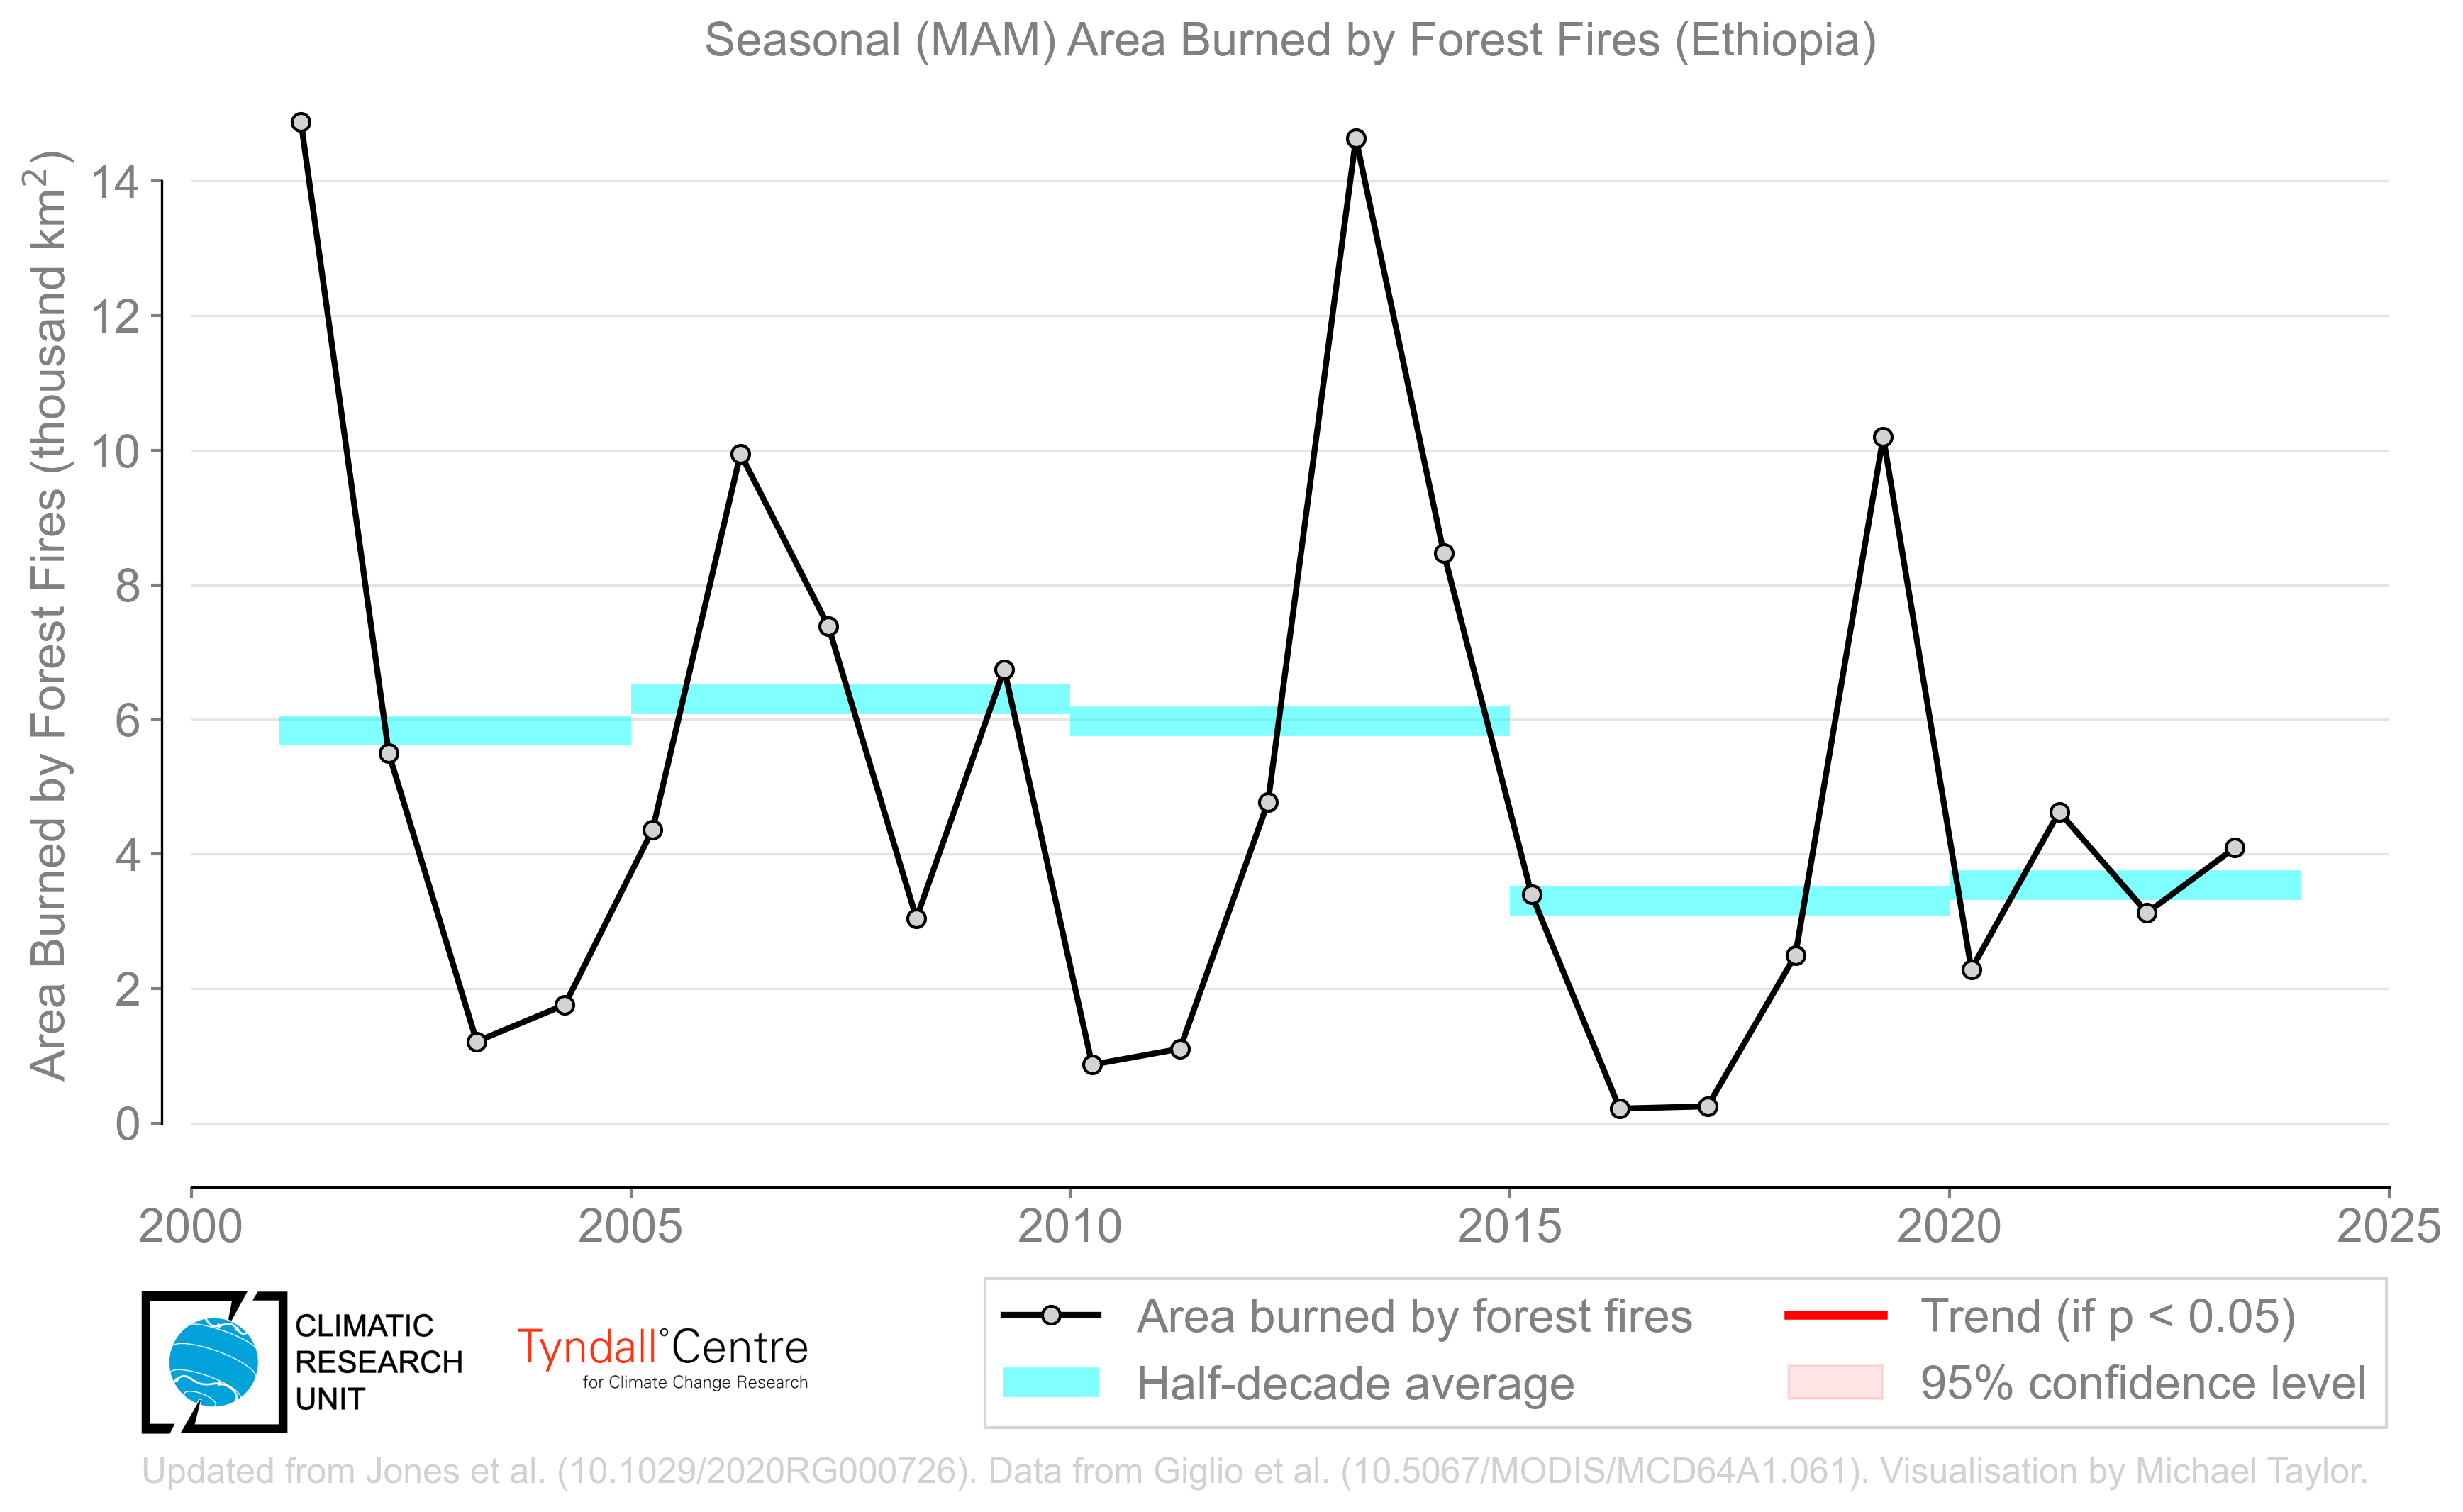 Seasonal (MAM) Area Burned by Forest Fires (Ethiopia)
Area Burned by Forest Fires (thousand km²)
14
12
10
8
6
4
2
0
2000
2005
2010
2015
2020
2025
CLIMATIC
RESEARCH
UNIT
Tyndall°Centre
for Climate Change Research
Area burned by forest fires
Half-decade average
Trend (if p < 0.05)
95% confidence level
Updated from Jones et al. (10.1029/2020RG000726). Data from Giglio et al. (10.5067/MODIS/MCD64A1.061). Visualisation by Michael Taylor.